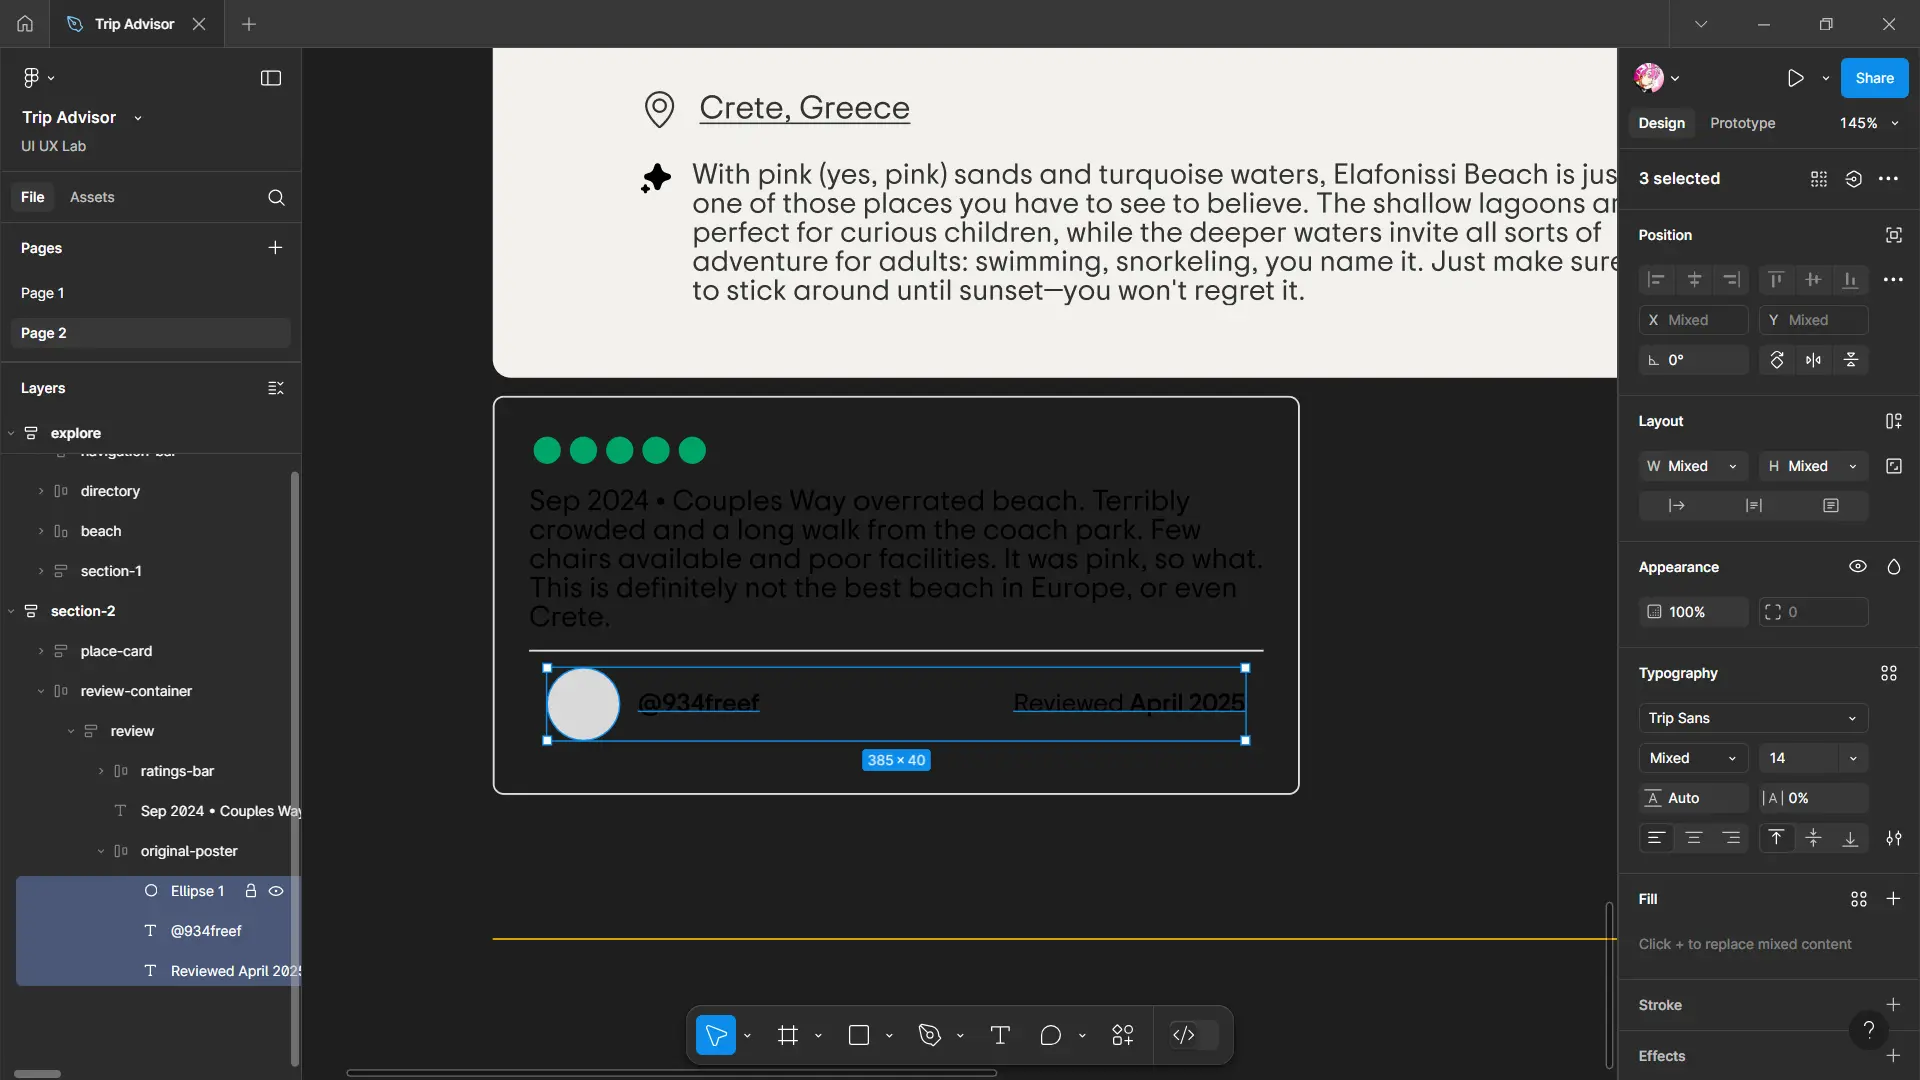 Trip Advisor
Trip Advisor
UI UX Lab
File
Assets
Pages
Page 1
Page 2
Layers
explore
navigation-bar
directory
beach
section-1
section-2
place-card
review-container
review
ratings-bar
Sep 2024 • Couples Way
original-poster
Ellipse 1
@934freef
Reviewed April 2025
Crete, Greece
With pink (yes, pink) sands and turquoise waters, Elafonissi Beach is jus
one of those places you have to see to believe. The shallow lagoons ar
perfect for curious children, while the deeper waters invite all sorts of
adventure for adults: swimming, snorkeling, you name it. Just make sure
to stick around until sunset—you won't regret it.
Sep 2024 • Couples Way overrated beach. Terribly
crowded and a long walk from the coach park. Few
chairs available and poor facilities. It was pink, so what.
This is definitely not the best beach in Europe, or even
Crete.
@934freef
Reviewed April 2025
385 × 40
Share
Design
Prototype
145%
3 selected
Position
X Mixed
Y Mixed
0°
Layout
W Mixed
H Mixed
Appearance
100%
0
Typography
Trip Sans
Mixed
14
Auto
0%
Fill
Click + to replace mixed content
Stroke
Effects
?